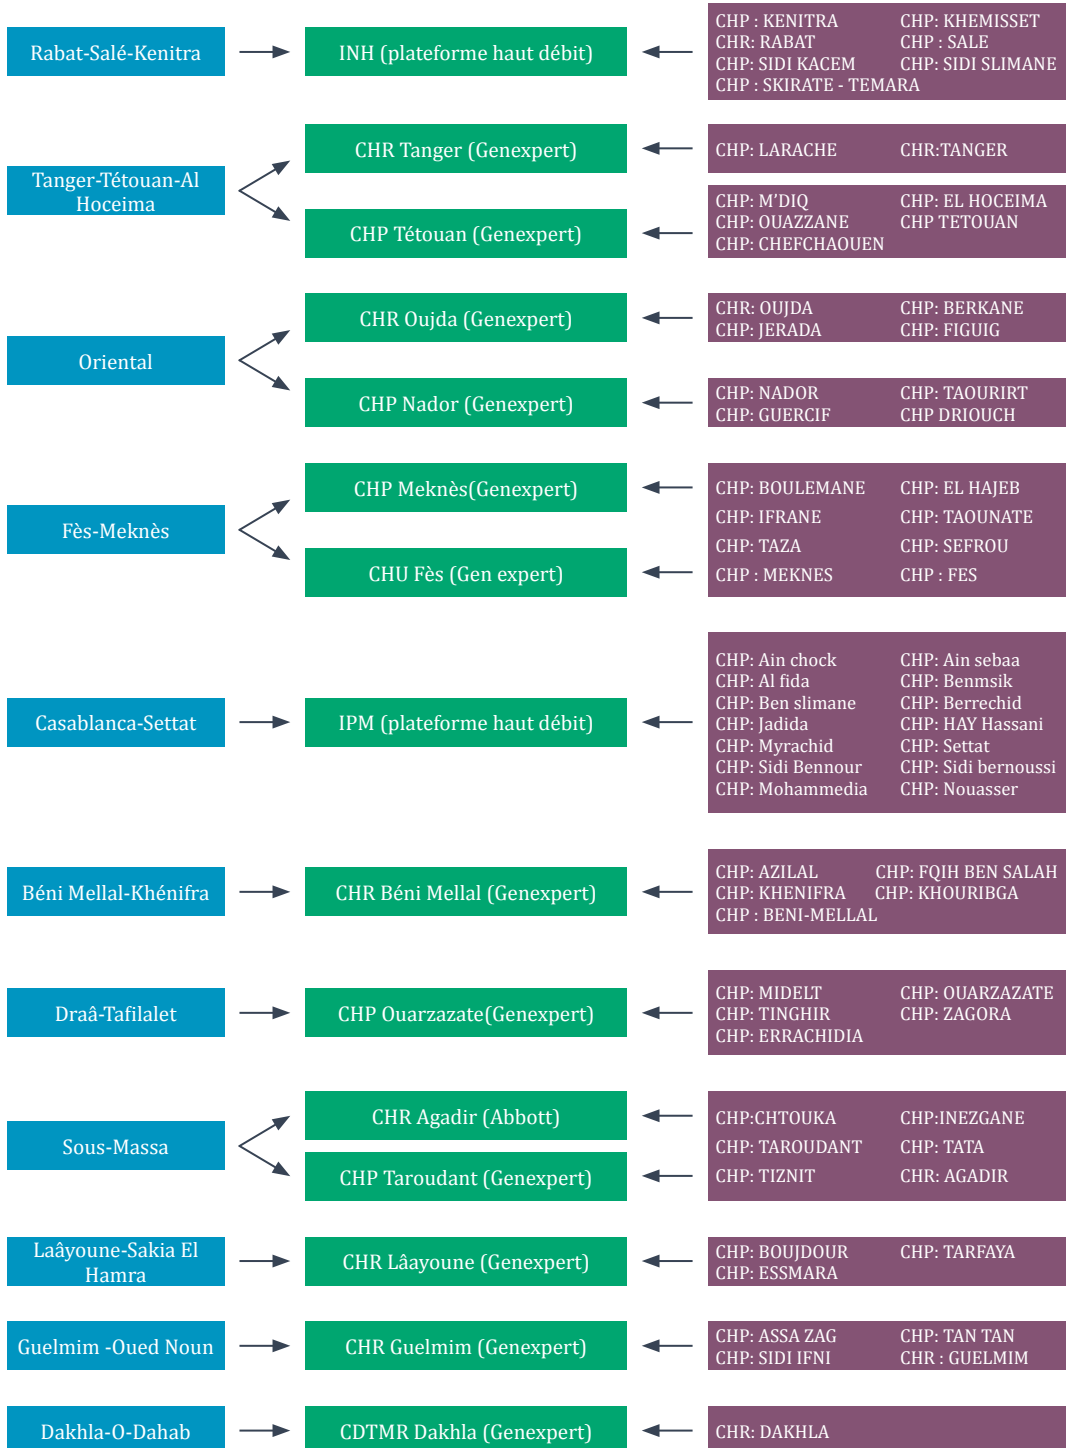 Rabat-Salé-Kenitra
INH (plateforme haut débit)
CHP : KENITRA CHP: KHEMISSET
CHR: RABAT CHP : SALE
CHP: SIDI KACEM CHP: SIDI SLIMANE
CHP : SKIRATE - TEMARA
Tanger-Tétouan-Al
Hoceima
CHR Tanger (Genexpert)
CHP: LARACHE CHR:TANGER
CHP Tétouan (Genexpert)
CHP: M’DIQ CHP: EL HOCEIMA
CHP: OUAZZANE CHP TETOUAN
CHP: CHEFCHAOUEN
Oriental
CHR Oujda (Genexpert)
CHR: OUJDA CHP: BERKANE
CHP: JERADA CHP: FIGUIG
CHP Nador (Genexpert)
CHP: NADOR CHP: TAOURIRT
CHP: GUERCIF CHP DRIOUCH
Fès-Meknès
CHP Meknès(Genexpert)
CHU Fès (Gen expert)
CHP: BOULEMANE CHP: EL HAJEB
CHP: IFRANE CHP: TAOUNATE
CHP: TAZA CHP: SEFROU
CHP : MEKNES CHP : FES
Casablanca-Settat
IPM (plateforme haut débit)
CHP: Ain chock CHP: Ain sebaa
CHP: Al fida CHP: Benmsik
CHP: Ben slimane CHP: Berrechid
CHP: Jadida CHP: HAY Hassani
CHP: Myrachid CHP: Settat
CHP: Sidi Bennour CHP: Sidi bernoussi
CHP: Mohammedia CHP: Nouasser
Béni Mellal-Khénifra
CHR Béni Mellal (Genexpert)
CHP: AZILAL CHP: FQIH BEN SALAH
CHP: KHENIFRA CHP: KHOURIBGA
CHP : BENI-MELLAL
Draâ-Tafilalet
CHP Ouarzazate(Genexpert)
CHP: MIDELT CHP: OUARZAZATE
CHP: TINGHIR CHP: ZAGORA
CHP: ERRACHIDIA
Sous-Massa
CHR Agadir (Abbott)
CHP Taroudant (Genexpert)
CHP:CHTOUKA CHP:INEZGANE
CHP: TAROUDANT CHP: TATA
CHP: TIZNIT CHR: AGADIR
Laâyoune-Sakia El
Hamra
CHR Lâayoune (Genexpert)
CHP: BOUJDOUR CHP: TARFAYA
CHP: ESSMARA
Guelmim -Oued Noun
CHR Guelmim (Genexpert)
CHP: ASSA ZAG CHP: TAN TAN
CHP: SIDI IFNI CHR : GUELMIM
Dakhla-O-Dahab
CDTMR Dakhla (Genexpert)
CHR: DAKHLA